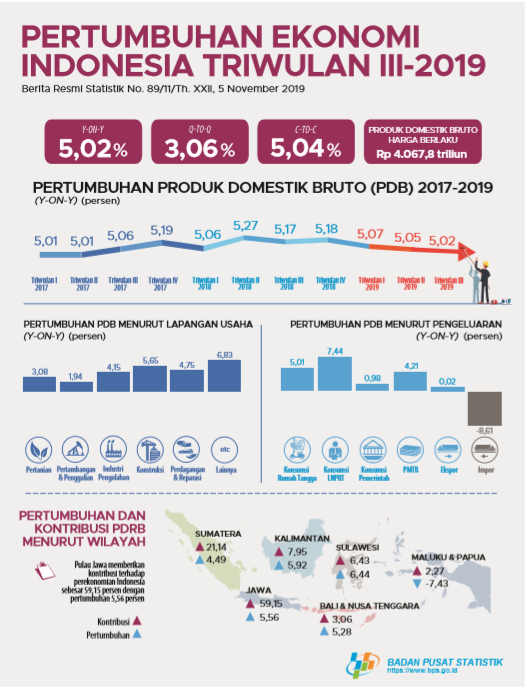 PERTUMBUHAN EKONOMI
INDONESIA TRIWULAN III-2019
Berita Resmi Statistik No. 89/11/Th. XXII, 5 November 2019
Y-ON-Y
5,02%
Q-TO-Q
3,06%
C-TO-C
5,04%
PRODUK DOMESTIK BRUTO
HARGA BERLAKU
Rp 4.067,8 triliun
PERTUMBUHAN PRODUK DOMESTIK BRUTO (PDB) 2017-2019
(Y-ON-Y) (persen)
5,01 5,01 5,06 5,19 5,06 5,27 5,17 5,18 5,07 5,05 5,02
Triwulan I Triwulan II Triwulan III Triwulan IV Triwulan I Triwulan II Triwulan III Triwulan IV Triwulan I Triwulan II Triwulan III
2017 2017 2017 2017 2018 2018 2018 2018 2019 2019 2019
PERTUMBUHAN PDB MENURUT LAPANGAN USAHA
(Y-ON-Y) (persen)
3,08 1,94 4,15 5,65 4,75 6,83
etc
Pertanian Pertambangan Industri Konstruksi Perdagangan Lainnya
& Penggalian Pengolahan & Reparasi
PERTUMBUHAN PDB MENURUT PENGELUARAN
(Y-ON-Y) (persen)
5,01 7,44 0,98 4,21 0,02 -8,61
Konsumsi Konsumsi Konsumsi PMTB Ekspor Impor
Rumah Tangga LNPRT Pemerintah
PERTUMBUHAN DAN
KONTRIBUSI PDRB
MENURUT WILAYAH
Pulau Jawa memberikan
kontribusi terhadap
perekonomian Indonesia
sebesar 59,15 persen dengan
pertumbuhan 5,56 persen
Kontribusi
Pertumbuhan
SUMATERA
21,14
4,49
KALIMANTAN
7,95
5,92
SULAWESI
6,43
6,44
MALUKU & PAPUA
2,27
-7,43
JAWA
59,15
5,56
BALI & NUSA TENGGARA
3,06
5,28
BADAN PUSAT STATISTIK
https://www.bps.go.id